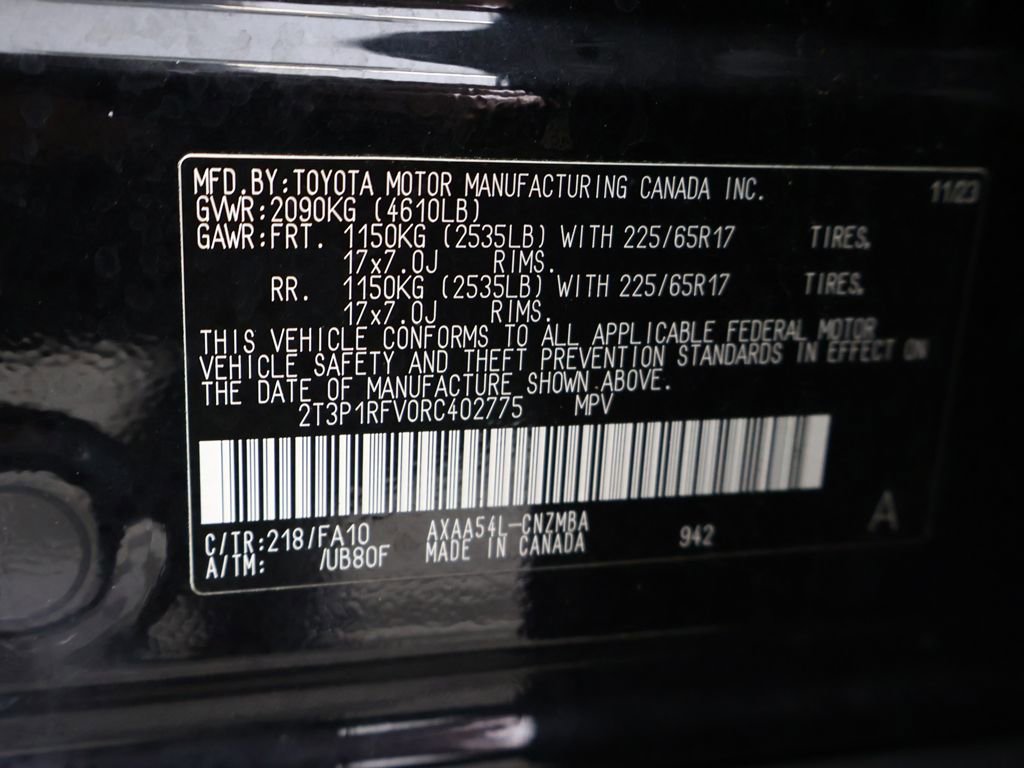 MFD.BY:TOYOTA MOTOR MANUFACTURING CANADA INC. 11/23
GVWR:2090KG (4610LB)
GAWR:FRT. 1150KG (2535LB) WITH 225/65R17 TIRES.
17x7.0J RIMS.
RR. 1150KG (2535LB) WITH 225/65R17 TIRES.
17x7.0J RIMS.
THIS VEHICLE CONFORMS TO ALL APPLICABLE FEDERAL MOTOR
VEHICLE SAFETY AND THEFT PREVENTION STANDARDS IN EFFECT ON
THE DATE OF MANUFACTURE SHOWN ABOVE.
2T3P1RFV0RC402775 MPV
C/TR:218/FA10 AXAA54L-CNZMBA 942 A
A/TM: /UB80F MADE IN CANADA